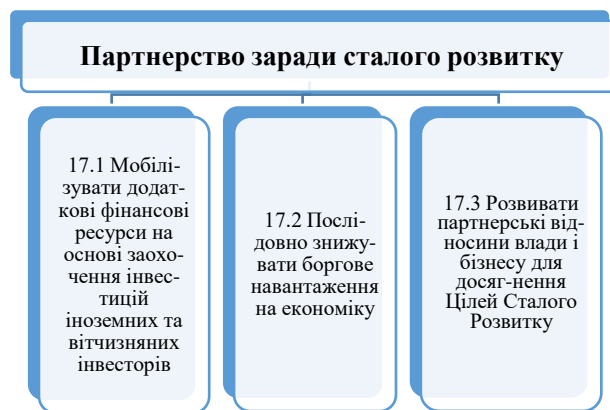 Партнерство заради сталого розвитку
17.1 Мобілі-
зувати додат-
кові фінансові
ресурси на
основі заохо-
чення інвес-
тицій
іноземних та
вітчизняних
інвесторів
17.2 Послі-
довно знижу-
вати боргове
навантаження
на економіку
17.3 Розвивати
партнерські від-
носини влади і
бізнесу для
досяг-нення
Цілей Сталого
Розвитку